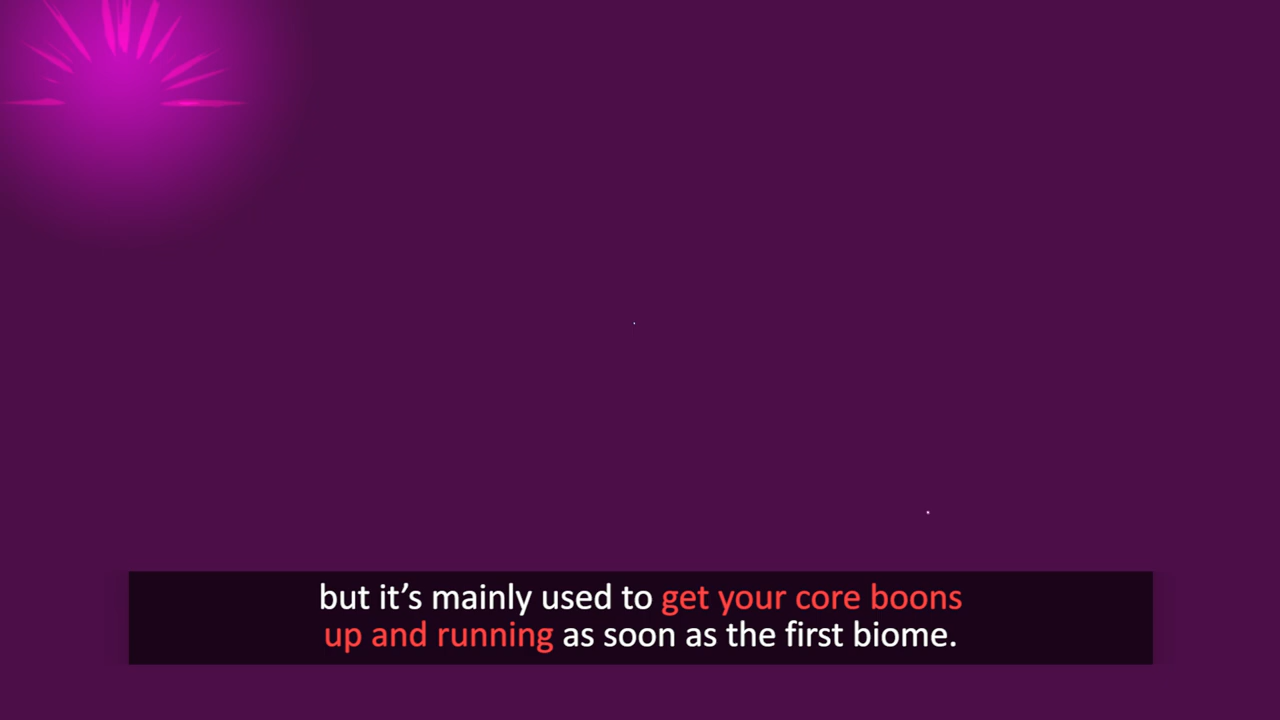 but it’s mainly used to get your core boons
up and running as soon as the first biome.